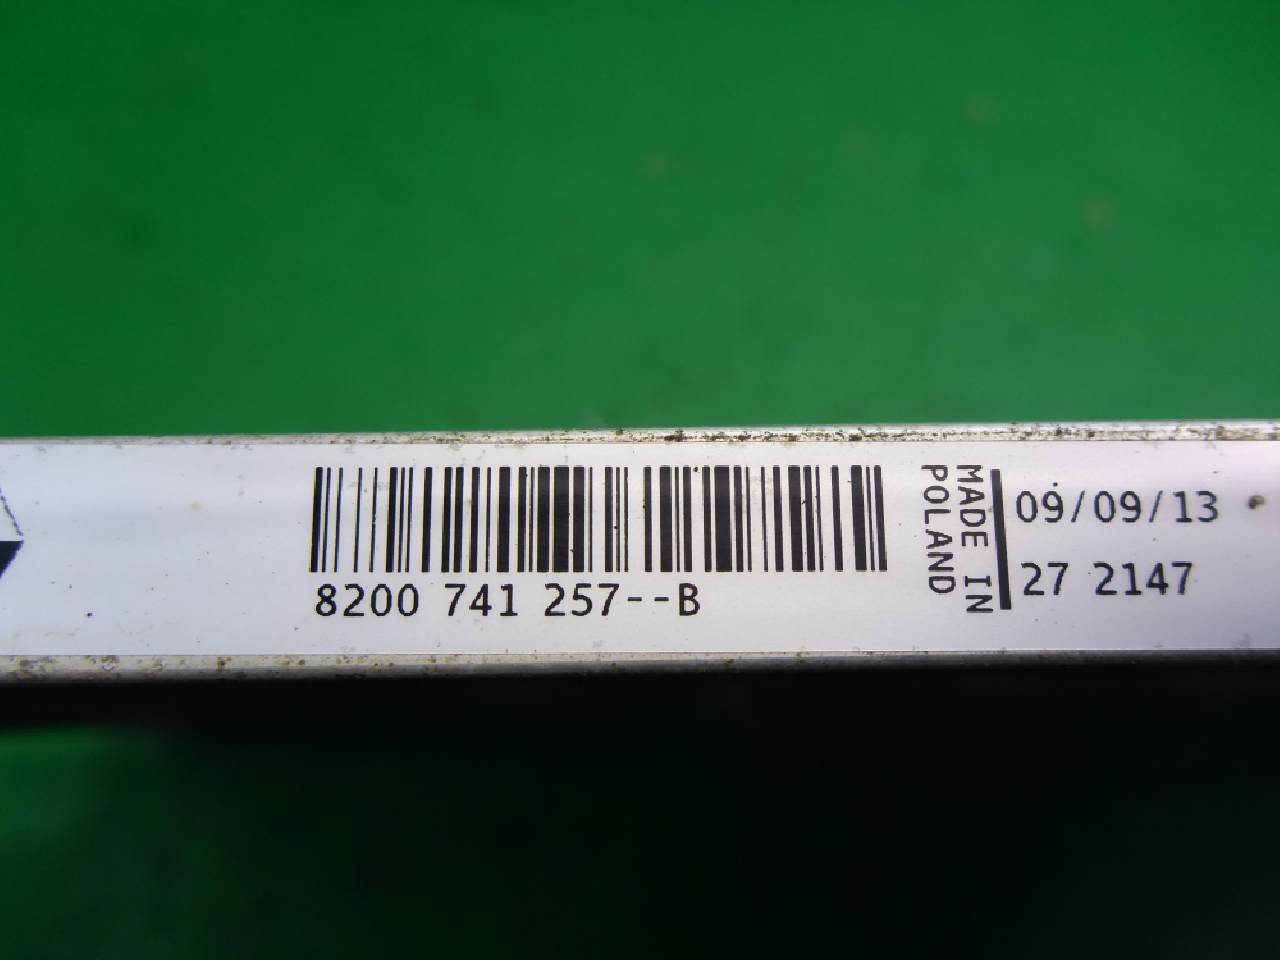 8200 741 257--B
MADE IN
POLAND
09/09/13
27 2147